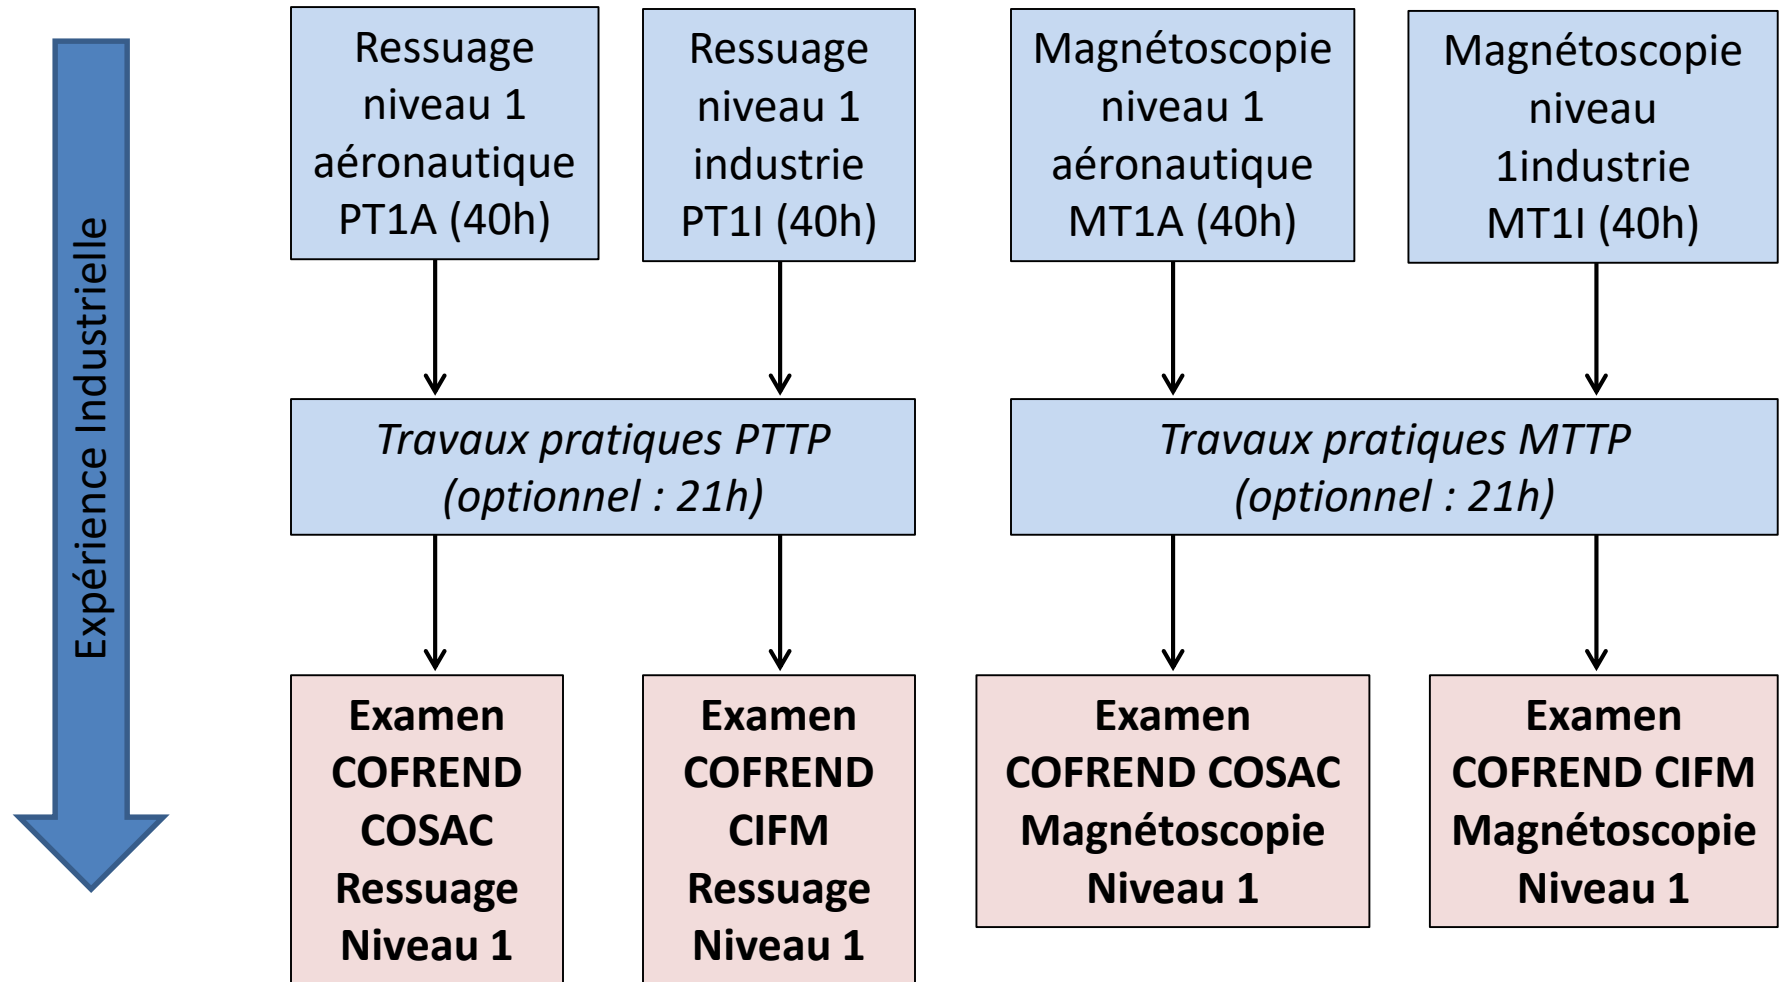 Expérience Industrielle
Ressuage
niveau 1
aéronautique
PT1A (40h)
Ressuage
niveau 1
industrie
PT1I (40h)
Magnétoscopie
niveau 1
aéronautique
MT1A (40h)
Magnétoscopie
niveau
1industrie
MT1I (40h)
Travaux pratiques PTTP
(optionnel : 21h)
Travaux pratiques MTTP
(optionnel : 21h)
Examen
COFREND
COSAC
Ressuage
Niveau 1
Examen
COFREND
CIFM
Ressuage
Niveau 1
Examen
COFREND COSAC
Magnétoscopie
Niveau 1
Examen
COFREND CIFM
Magnétoscopie
Niveau 1